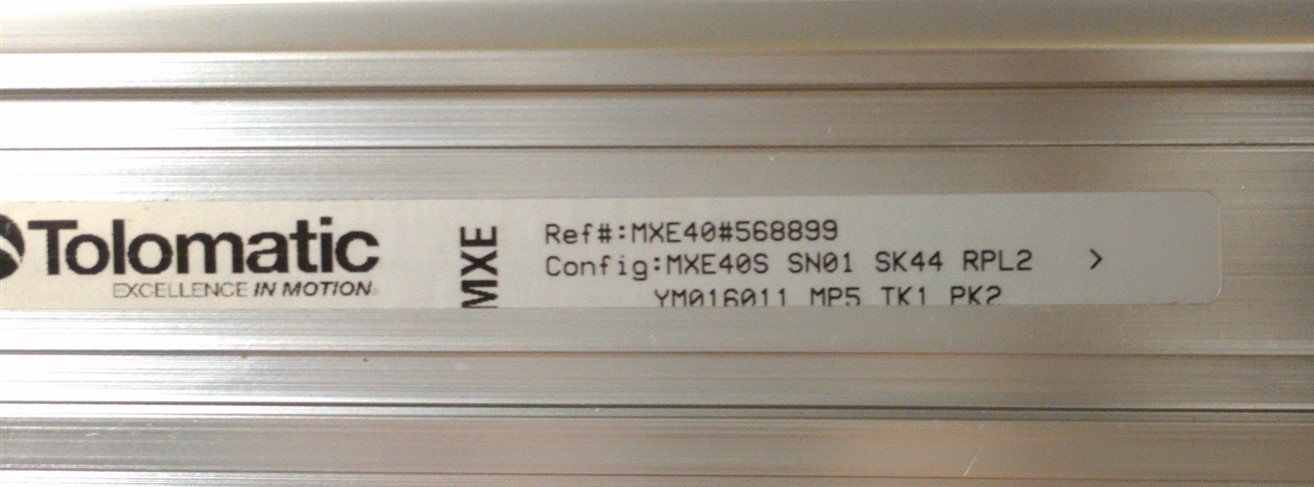 Tolomatic
EXCELLENCE IN MOTION
MXE
Ref#:MXE40#568899
Config:MXE40S SN01 SK44 RPL2 >
YM016011 MP5 TK1 PK2